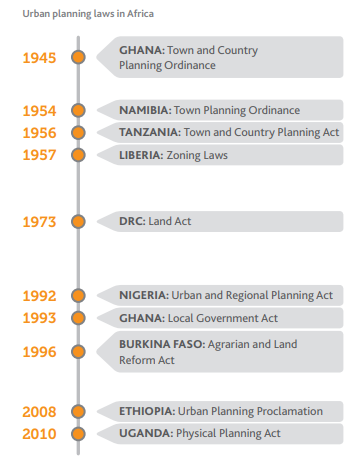 Urban planning laws in Africa
1945
GHANA: Town and Country
Planning Ordinance
1954
NAMIBIA: Town Planning Ordinance
1956
TANZANIA: Town and Country Planning Act
1957
LIBERIA: Zoning Laws
1973
DRC: Land Act
1992
NIGERIA: Urban and Regional Planning Act
1993
GHANA: Local Government Act
1996
BURKINA FASO: Agrarian and Land
Reform Act
2008
ETHIOPIA: Urban Planning Proclamation
2010
UGANDA: Physical Planning Act